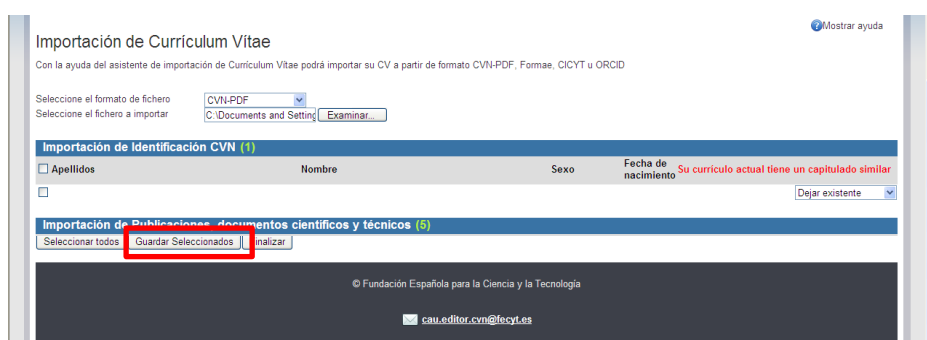 Mostrar ayuda
Importación de Currículum Vítae
Con la ayuda del asistente de importación de Curriculum Vitae podrá importar su CV a partir de formato CVN-PDF, Formae, CICYT u ORCID
Seleccione el formato de fichero CVN-PDF
Seleccione el fichero a importar C:\Documents and Setting Examinar...
Importación de Identificación CVN (1)
Apellidos Nombre Sexo Fecha de nacimiento Su currículo actual tiene un capitulado similar
Dejar existente
Importación de Publicaciones, documentos científicos y técnicos (5)
Seleccionar todos Guardar Seleccionados Finalizar
© Fundación Española para la Ciencia y la Tecnología
cau.editor.cvn@fecyt.es